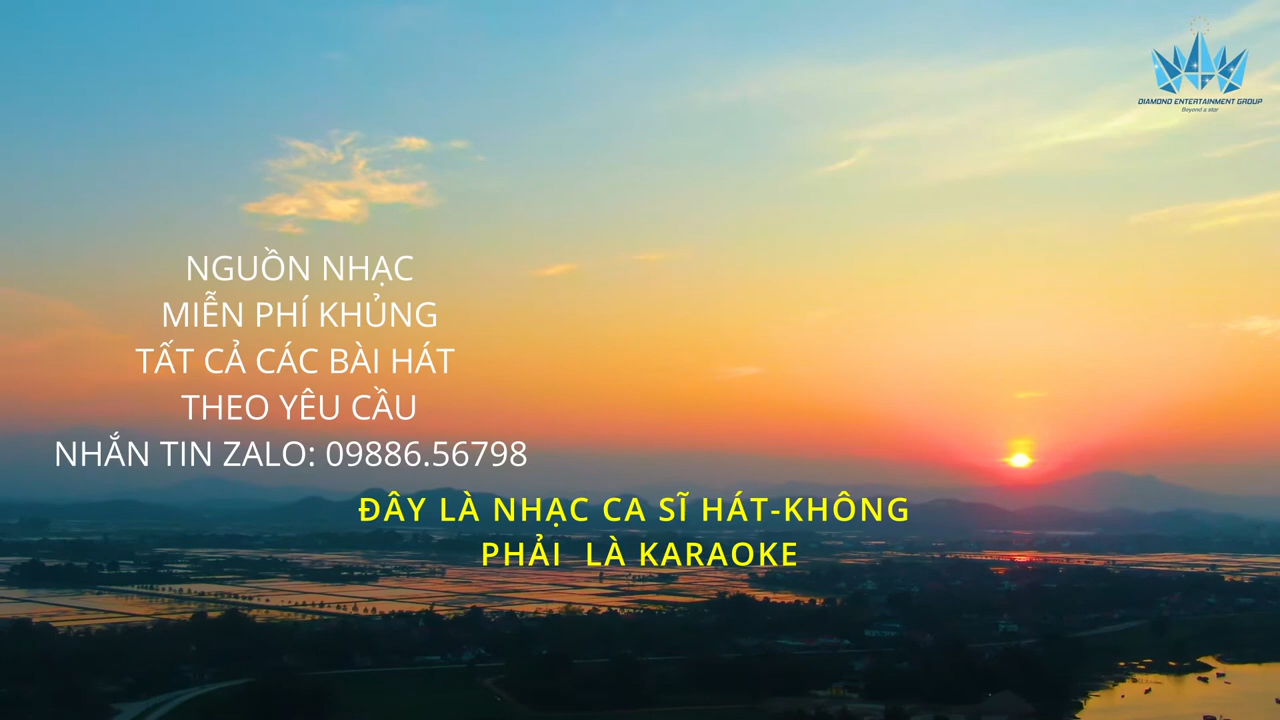 DIAMOND ENTERTAINMENT GROUP
Beyond a star
NGUỒN NHẠC
MIỄN PHÍ KHỦNG
TẤT CẢ CÁC BÀI HÁT
THEO YÊU CẦU
NHẮN TIN ZALO: 09886.56798
ĐÂY LÀ NHẠC CA SĨ HÁT-KHÔNG
PHẢI LÀ KARAOKE